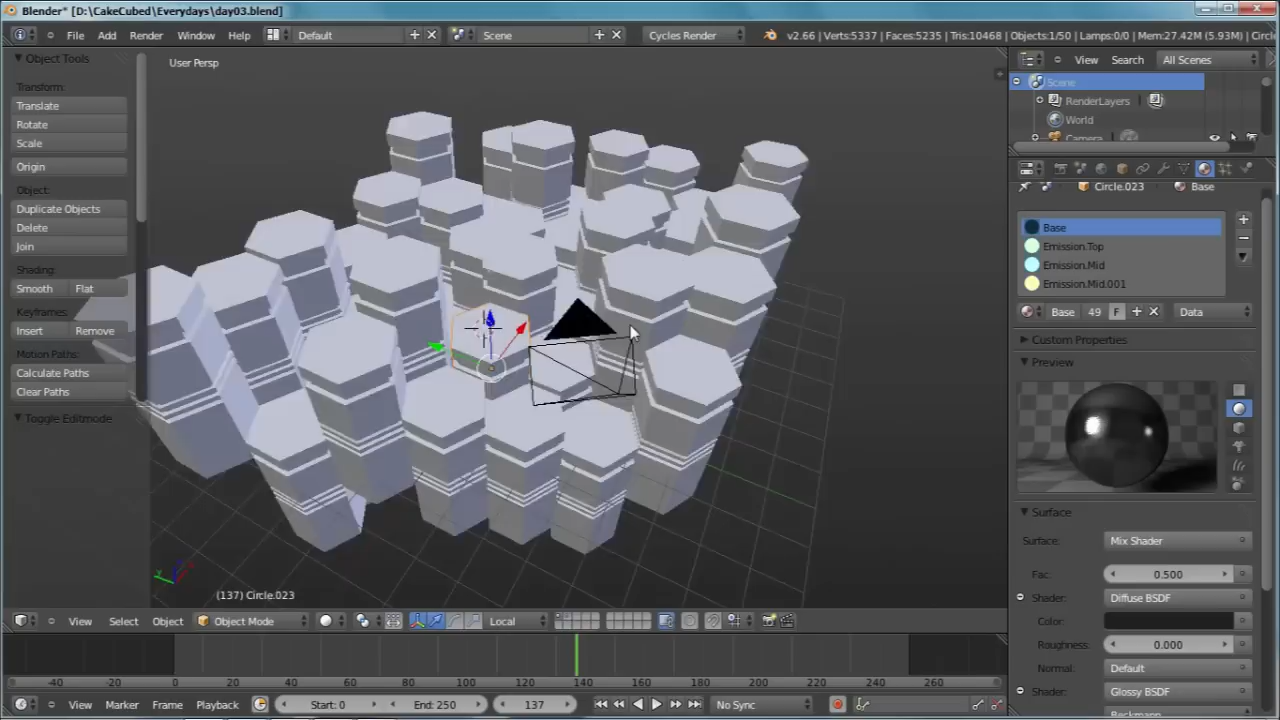 Blender* [D:\CakeCubed\Everydays\day03.blend]
File Add Render Window Help Default Scene Cycles Render v2.66 | Verts:5337 | Faces:5235 | Tris:10468 | Objects:1/50 | Lamps:0/0 | Mem:27.42M (5.93M) | Circle
Object Tools
User Persp
View Search All Scenes
Scene
Transform:
Translate
RenderLayers
Rotate
World
Scale
Camera
Origin
Circle.023 Base
Object:
Duplicate Objects
Delete
Join
Base
Emission.Top
Emission.Mid
Emission.Mid.001
Shading:
Smooth Flat
Keyframes:
Insert Remove
Base 49 F Data
Motion Paths:
Calculate Paths
Clear Paths
Toggle Editmode
Custom Properties
Preview
Surface
Surface: Mix Shader
Fac: 0.500
Shader: Diffuse BSDF
Color:
Roughness: 0.000
Normal: Default
Shader: Glossy BSDF
Beckmann
y
(137) Circle.023
View Select Object Object Mode Local
-40 -20 0 20 40 60 80 100 120 140 160 180 200 220 240 260
View Marker Frame Playback Start: 0 End: 250 137 No Sync